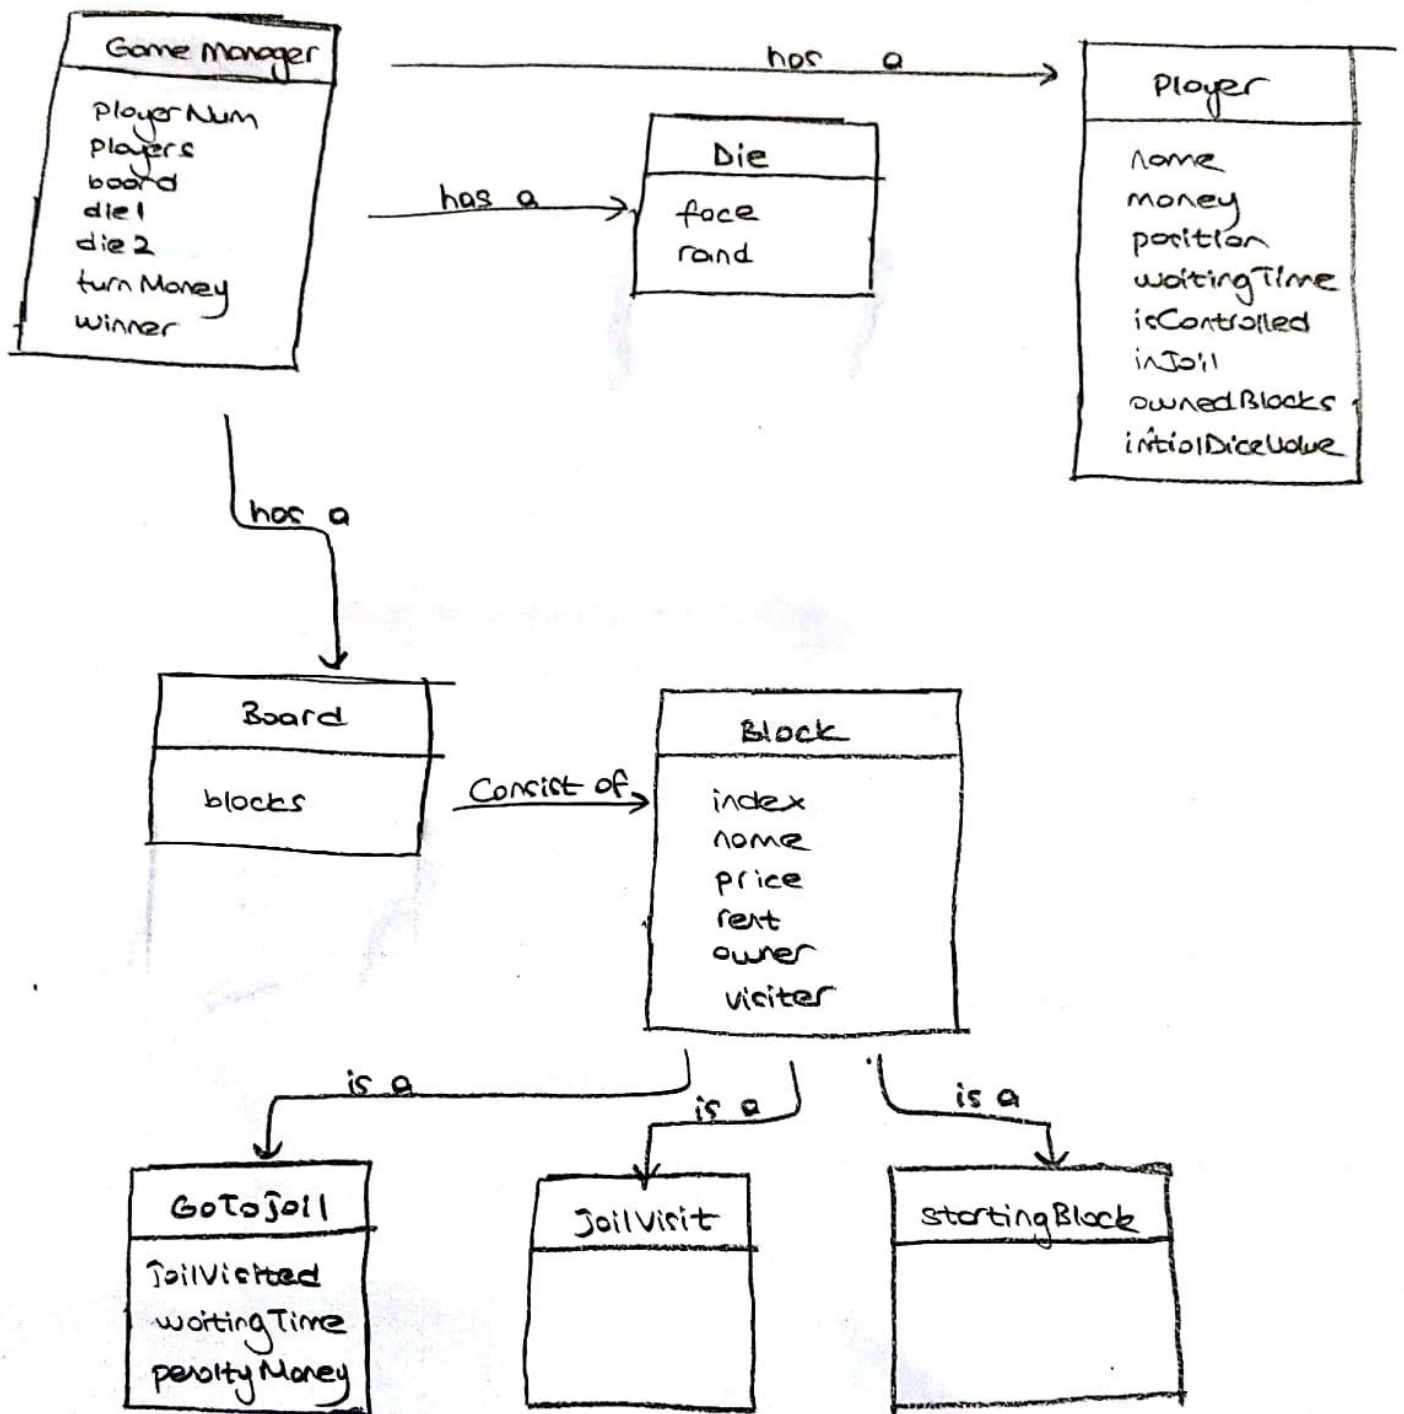 Game Manager
playerNum
players
board
die1
die2
turnMoney
winner
has a
Player
name
money
position
waitingTime
isControlled
inJail
ownedBlocks
initialDiceValue
has a
Die
face
rand
has a
Board
blocks
Consist of
Block
index
name
price
rent
owner
visiter
is a
is a
is a
GoToJail
jailVisited
waitingTime
penaltyMoney
JailVisit
startingBlock